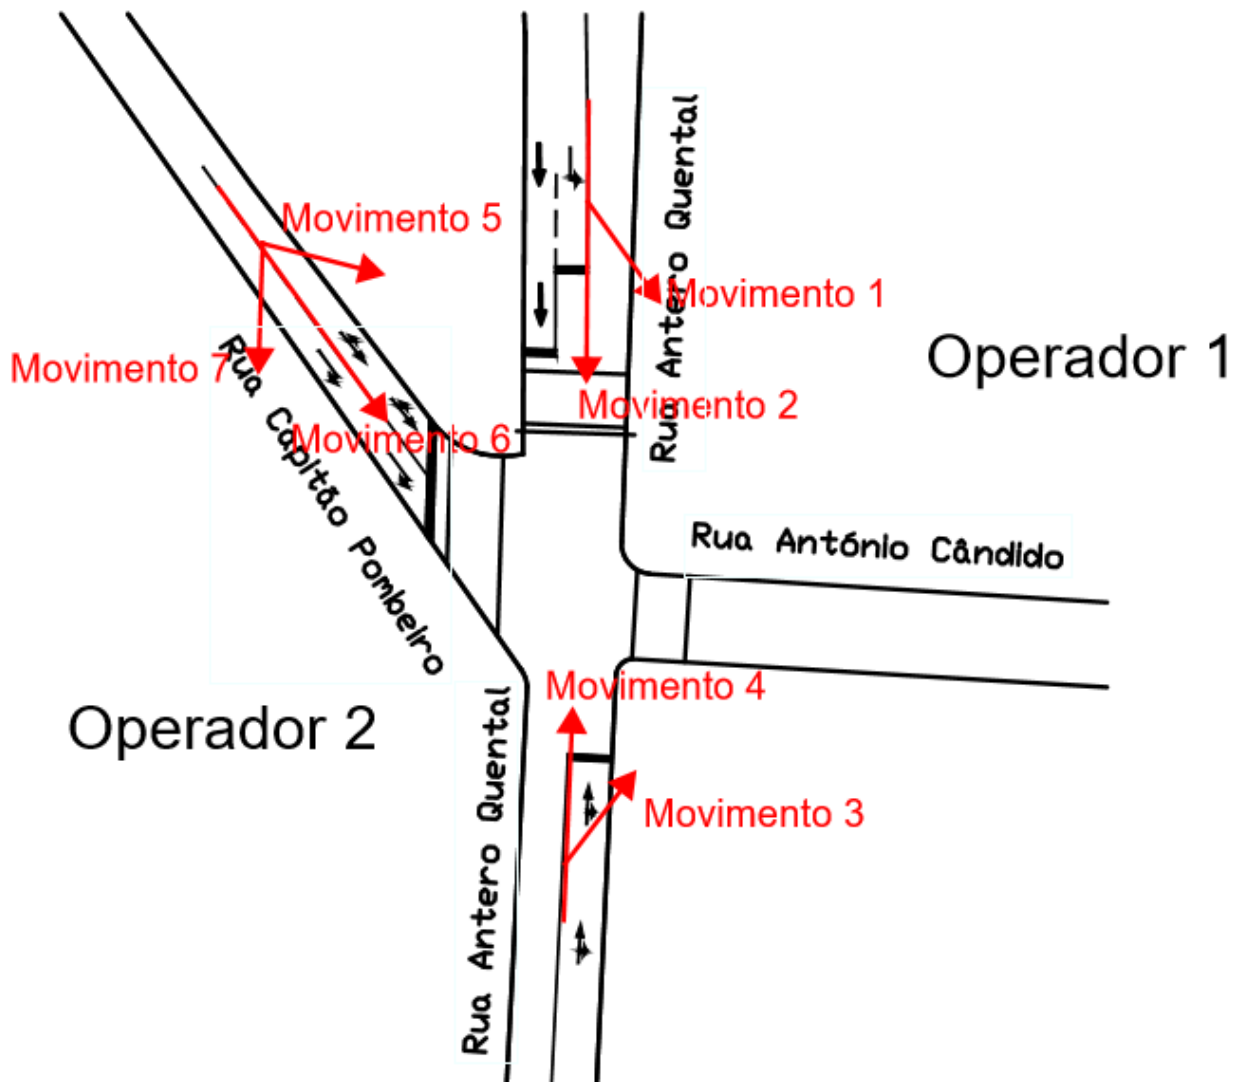 Rua Antero Quental
Movimento 5
Movimento 1
Operador 1
Movimento 7
Movimento 2
Movimento 6
Rua Capitão Pombeiro
Rua António Cândido
Movimento 4
Operador 2
Rua Antero Quental
Movimento 3